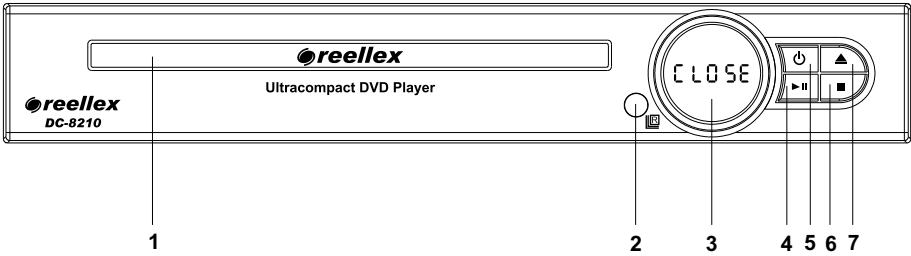 reellex
CLOSE
Ultracompact DVD Player
reellex
DC-8210
R
1 2 3 4 5 6 7